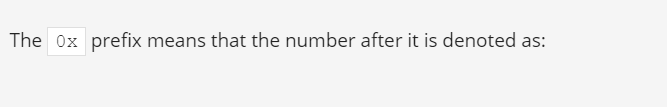 The 0x prefix means that the number after it is denoted as: